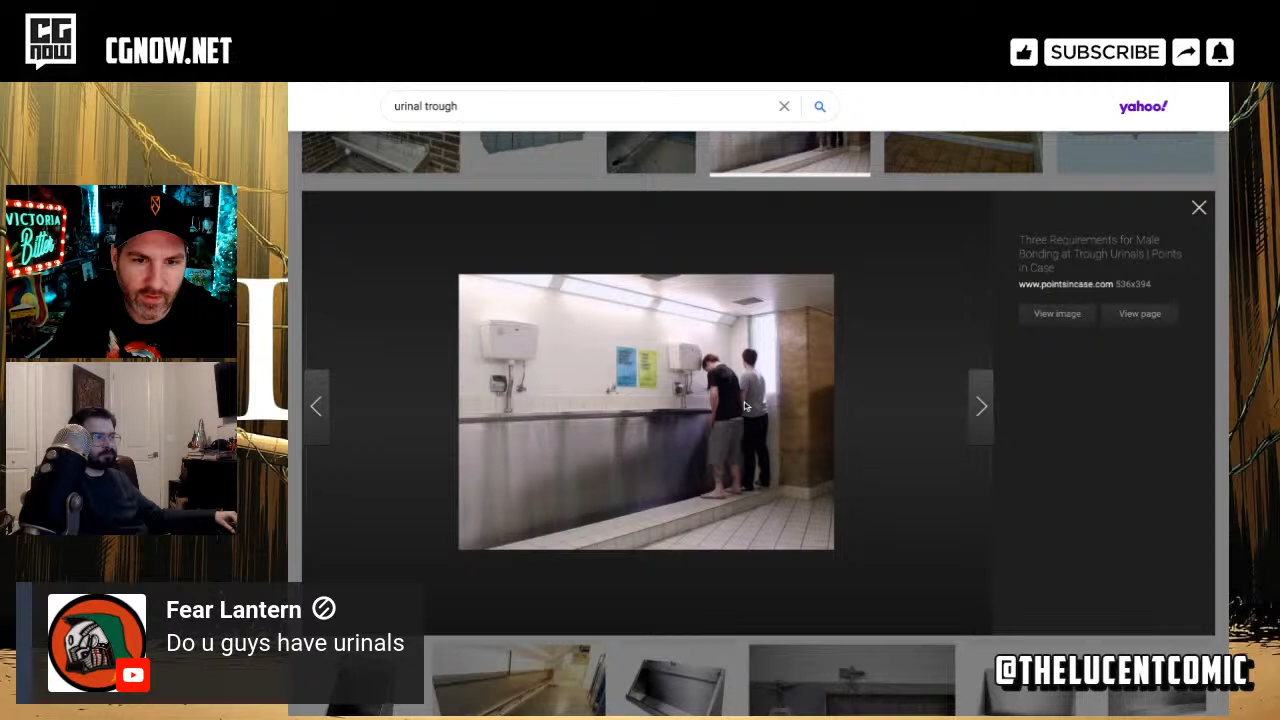 CG
NOW
CGNOW.NET
SUBSCRIBE
urinal trough
yahoo!
VICTORIA
Bitter
Three Requirements for Male
Bonding at Trough Urinals | Points
in Case
www.pointsincase.com 536x394
View image
View page
Fear Lantern
Do u guys have urinals
@THELUCENTCOMIC